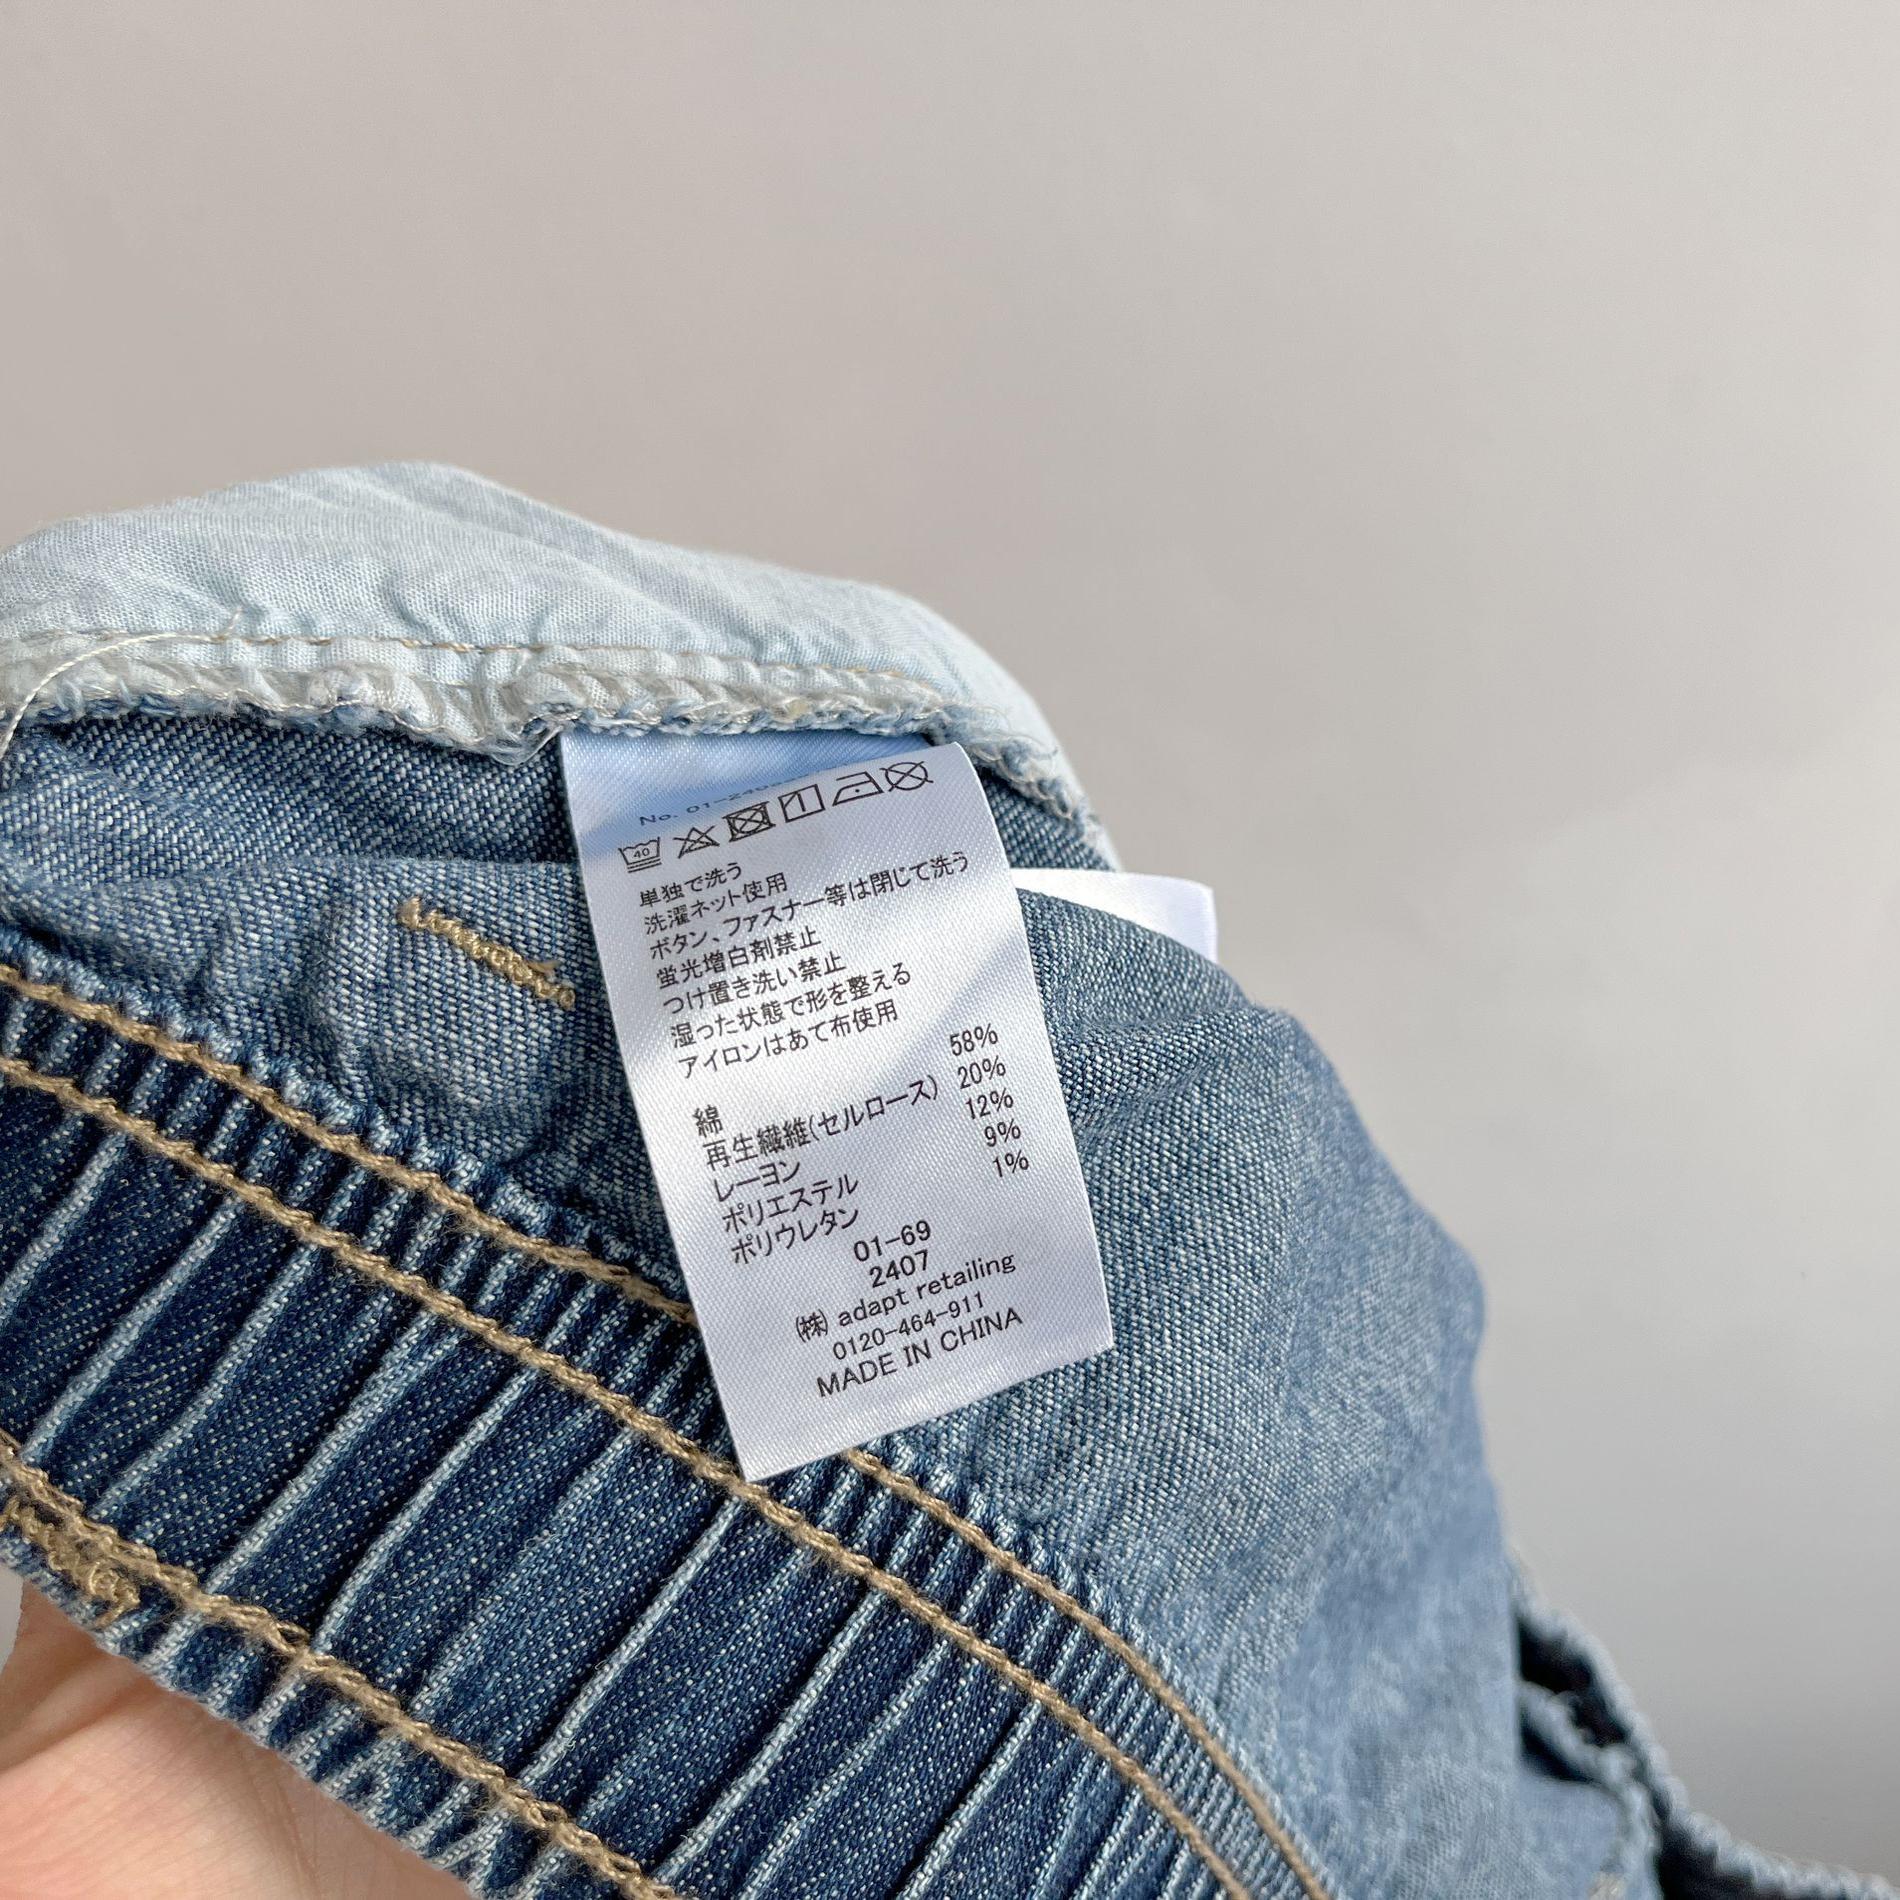 No. 01-240
40
単独で洗う
洗濯ネット使用
ボタン、ファスナー等は閉じて洗う
蛍光増白剤禁止
つけ置き洗い禁止
湿った状態で形を整える
アイロンはあて布使用
綿 58%
再生繊維(セルロース) 20%
レーヨン 12%
ポリエステル 9%
ポリウレタン 1%
01-69
2407
㈱ adapt retailing
0120-464-911
MADE IN CHINA